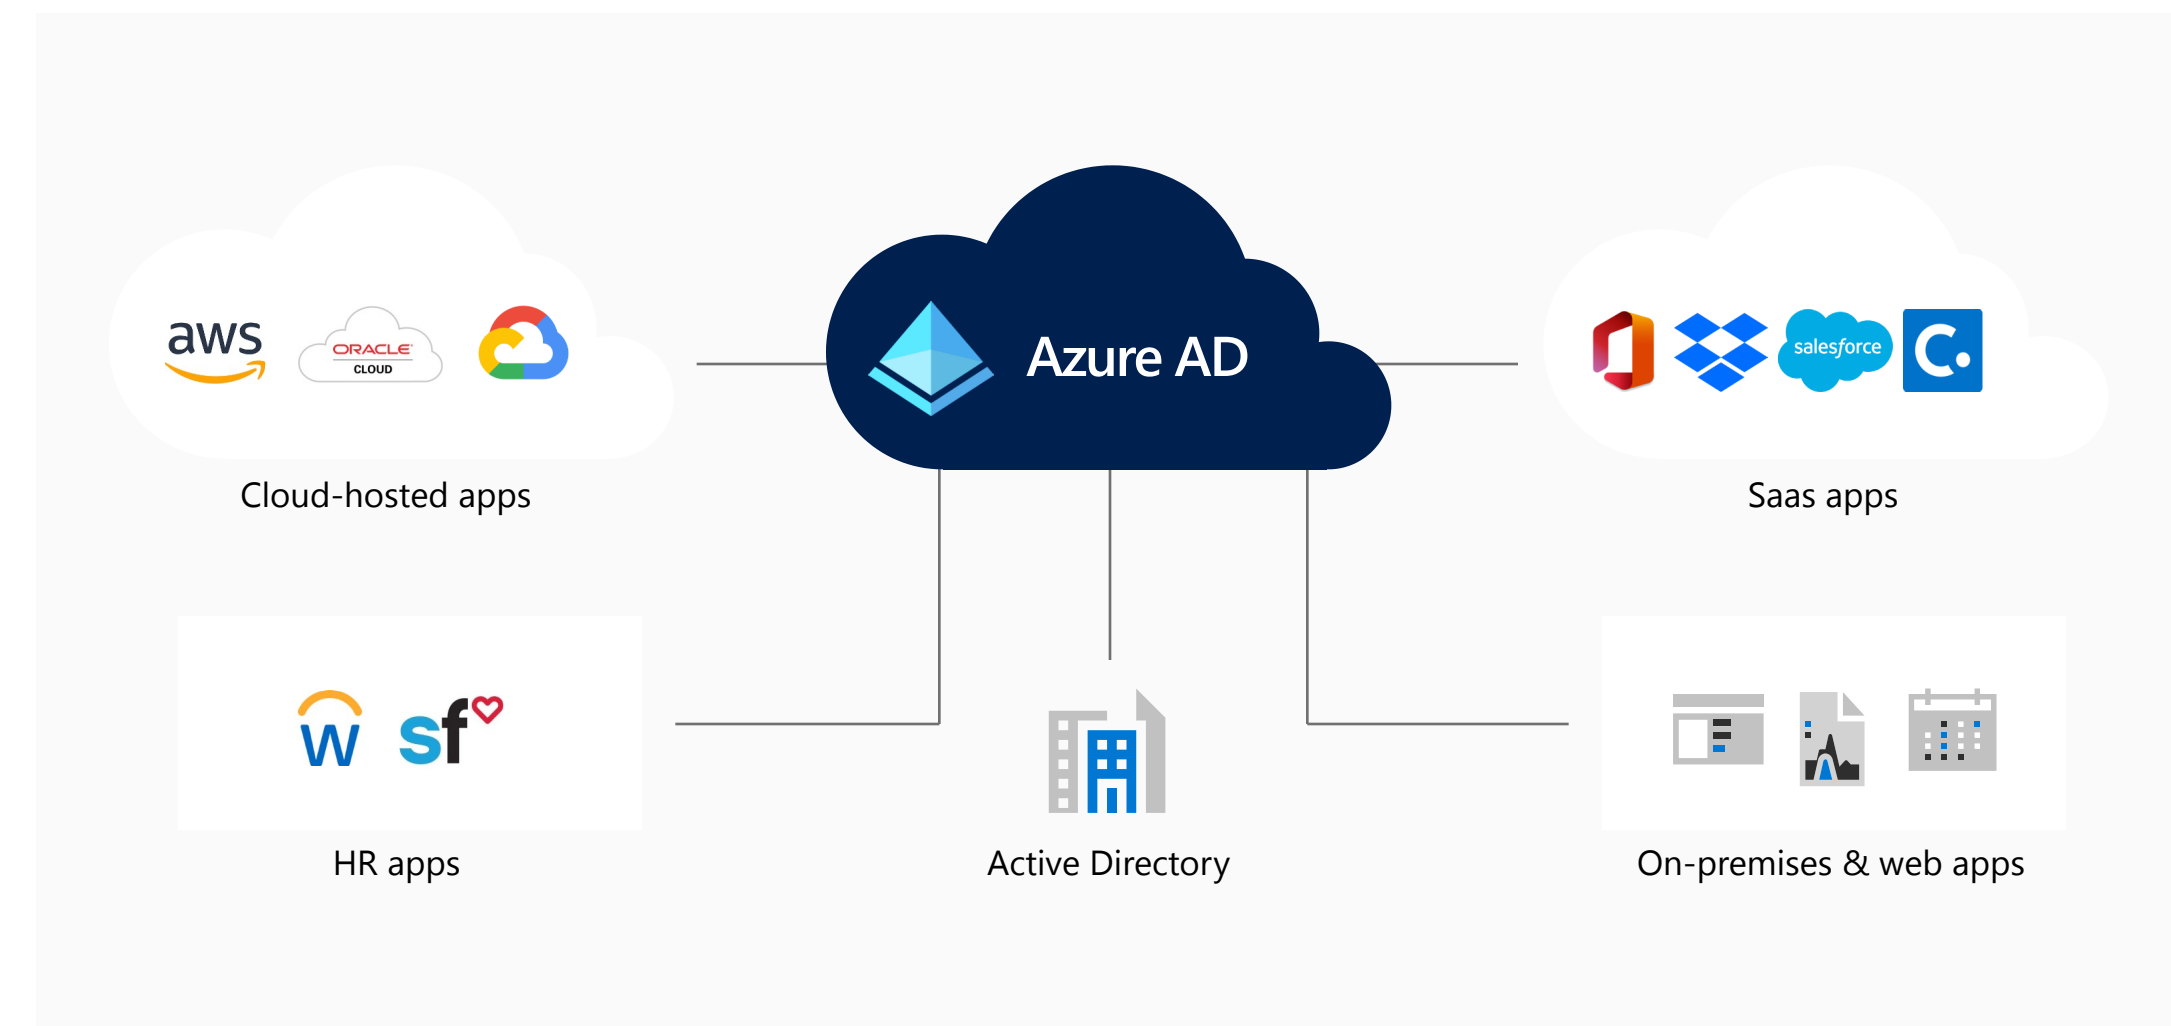 aws
ORACLE
CLOUD
Azure AD
salesforce
C.
Cloud-hosted apps
Saas apps
w
sf
HR apps
Active Directory
On-premises & web apps